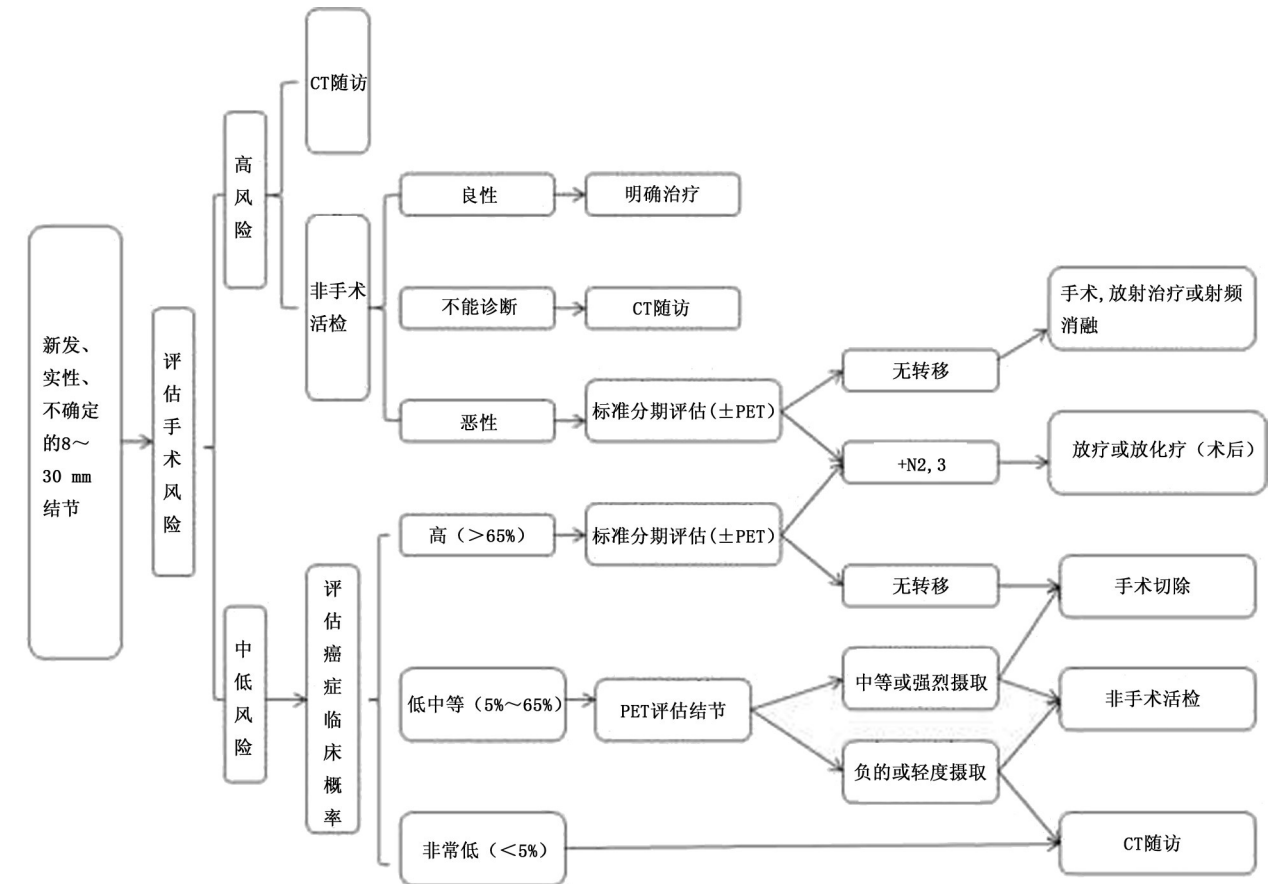 新发、
实性、
不确定
的8～
30 mm
结节
评估手术风险
高风险
CT随访
非手术
活检
良性
明确治疗
不能诊断
CT随访
恶性
标准分期评估(±PET)
无转移
手术,放射治疗或射频
消融
+N2,3
放疗或放化疗（术后）
中低风险
评估癌症临床概率
高（＞65%）
标准分期评估(±PET)
无转移
手术切除
低中等（5%～65%）
PET评估结节
中等或强烈摄取
非手术活检
负的或轻度摄取
非常低（＜5%）
CT随访